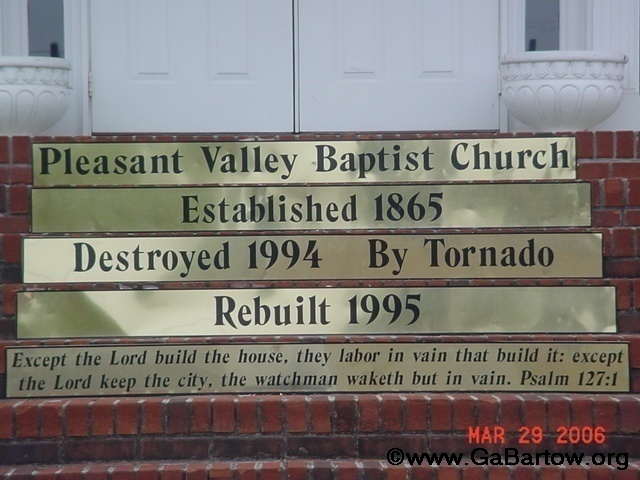 Pleasant Valley Baptist Church
Established 1865
Destroyed 1994 By Tornado
Rebuilt 1995
Except the Lord build the house, they labor in vain that build it: except
the Lord keep the city, the watchman waketh but in vain. Psalm 127:1
MAR 29 2006
©www.GaBartow.org